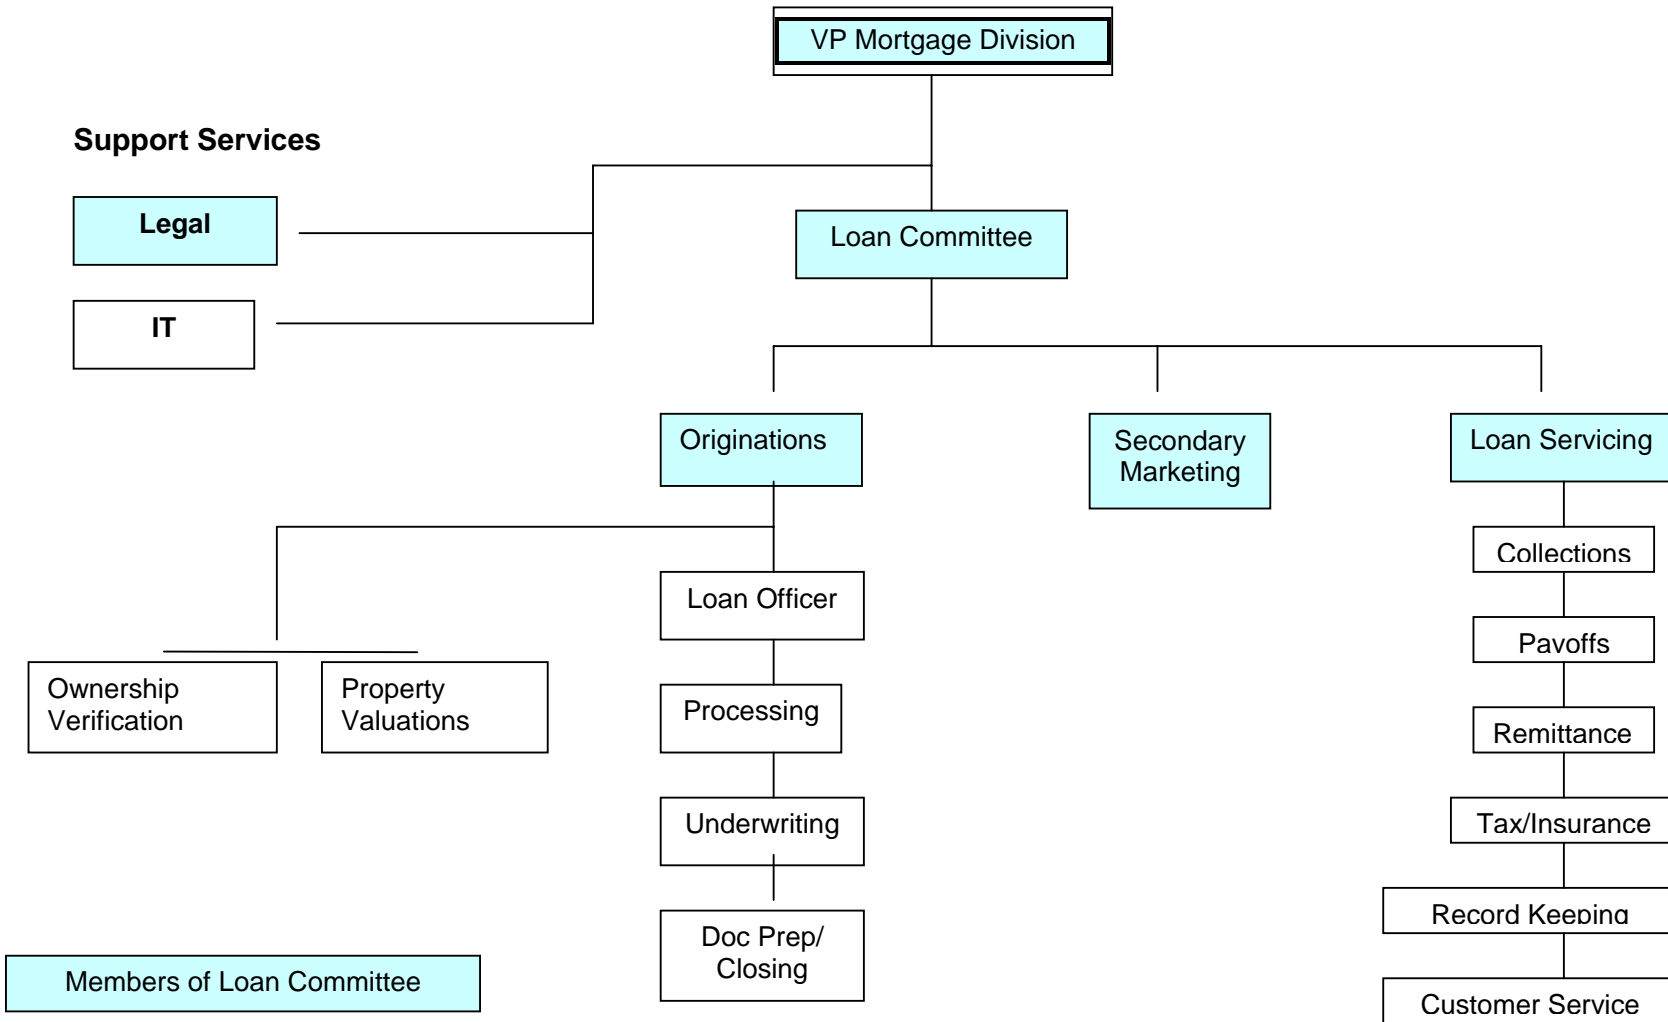 VP Mortgage Division
Support Services
Legal
Loan Committee
IT
Originations
Secondary
Marketing
Loan Servicing
Collections
Loan Officer
Payoffs
Ownership
Verification
Property
Valuations
Processing
Remittance
Underwriting
Tax/Insurance
Record Keeping
Doc Prep/
Closing
Members of Loan Committee
Customer Service